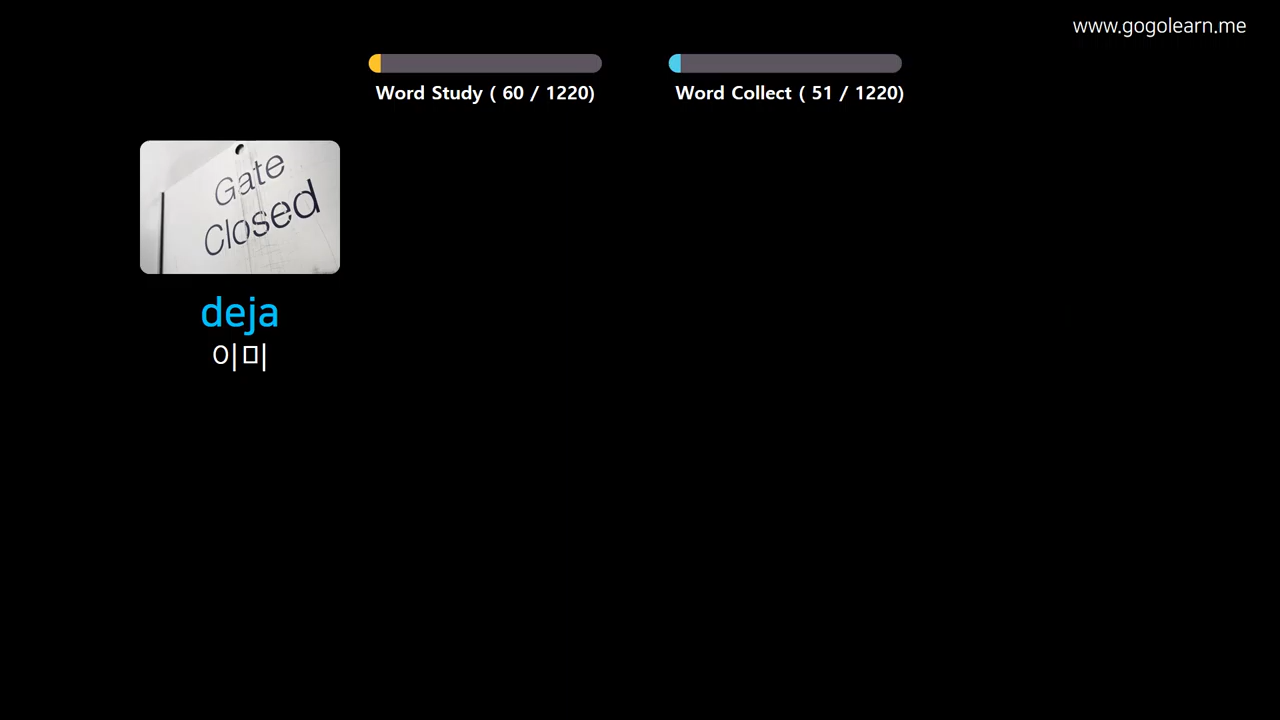 www.gogolearn.me
Word Study ( 60 / 1220)
Word Collect ( 51 / 1220)
Gate
Closed
deja
이미